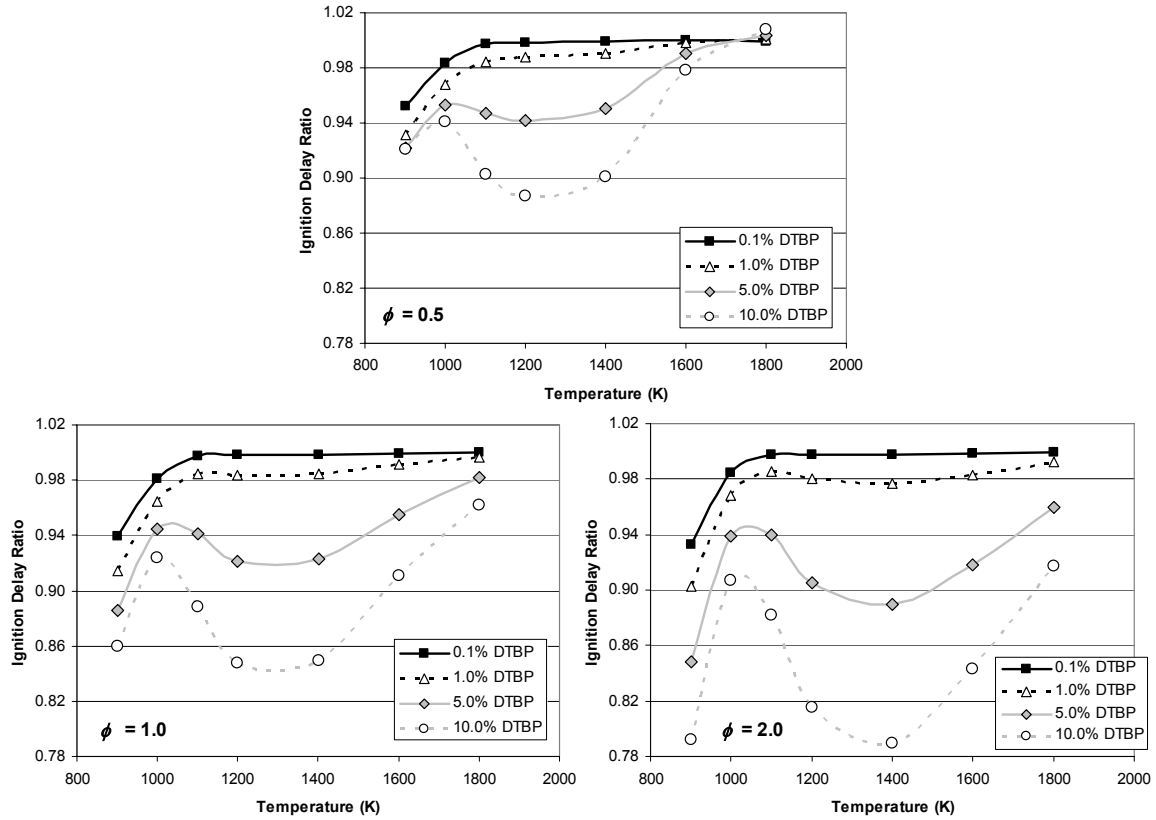 1.02
0.98
0.94
0.90
0.86
0.82
0.78
Ignition Delay Ratio
0.1% DTBP
1.0% DTBP
5.0% DTBP
10.0% DTBP
ϕ = 0.5
800 1000 1200 1400 1600 1800 2000
Temperature (K)
1.02
0.98
0.94
0.90
0.86
0.82
0.78
Ignition Delay Ratio
0.1% DTBP
1.0% DTBP
5.0% DTBP
10.0% DTBP
ϕ = 1.0
800 1000 1200 1400 1600 1800 2000
Temperature (K)
1.02
0.98
0.94
0.90
0.86
0.82
0.78
Ignition Delay Ratio
0.1% DTBP
1.0% DTBP
5.0% DTBP
10.0% DTBP
ϕ = 2.0
800 1000 1200 1400 1600 1800 2000
Temperature (K)